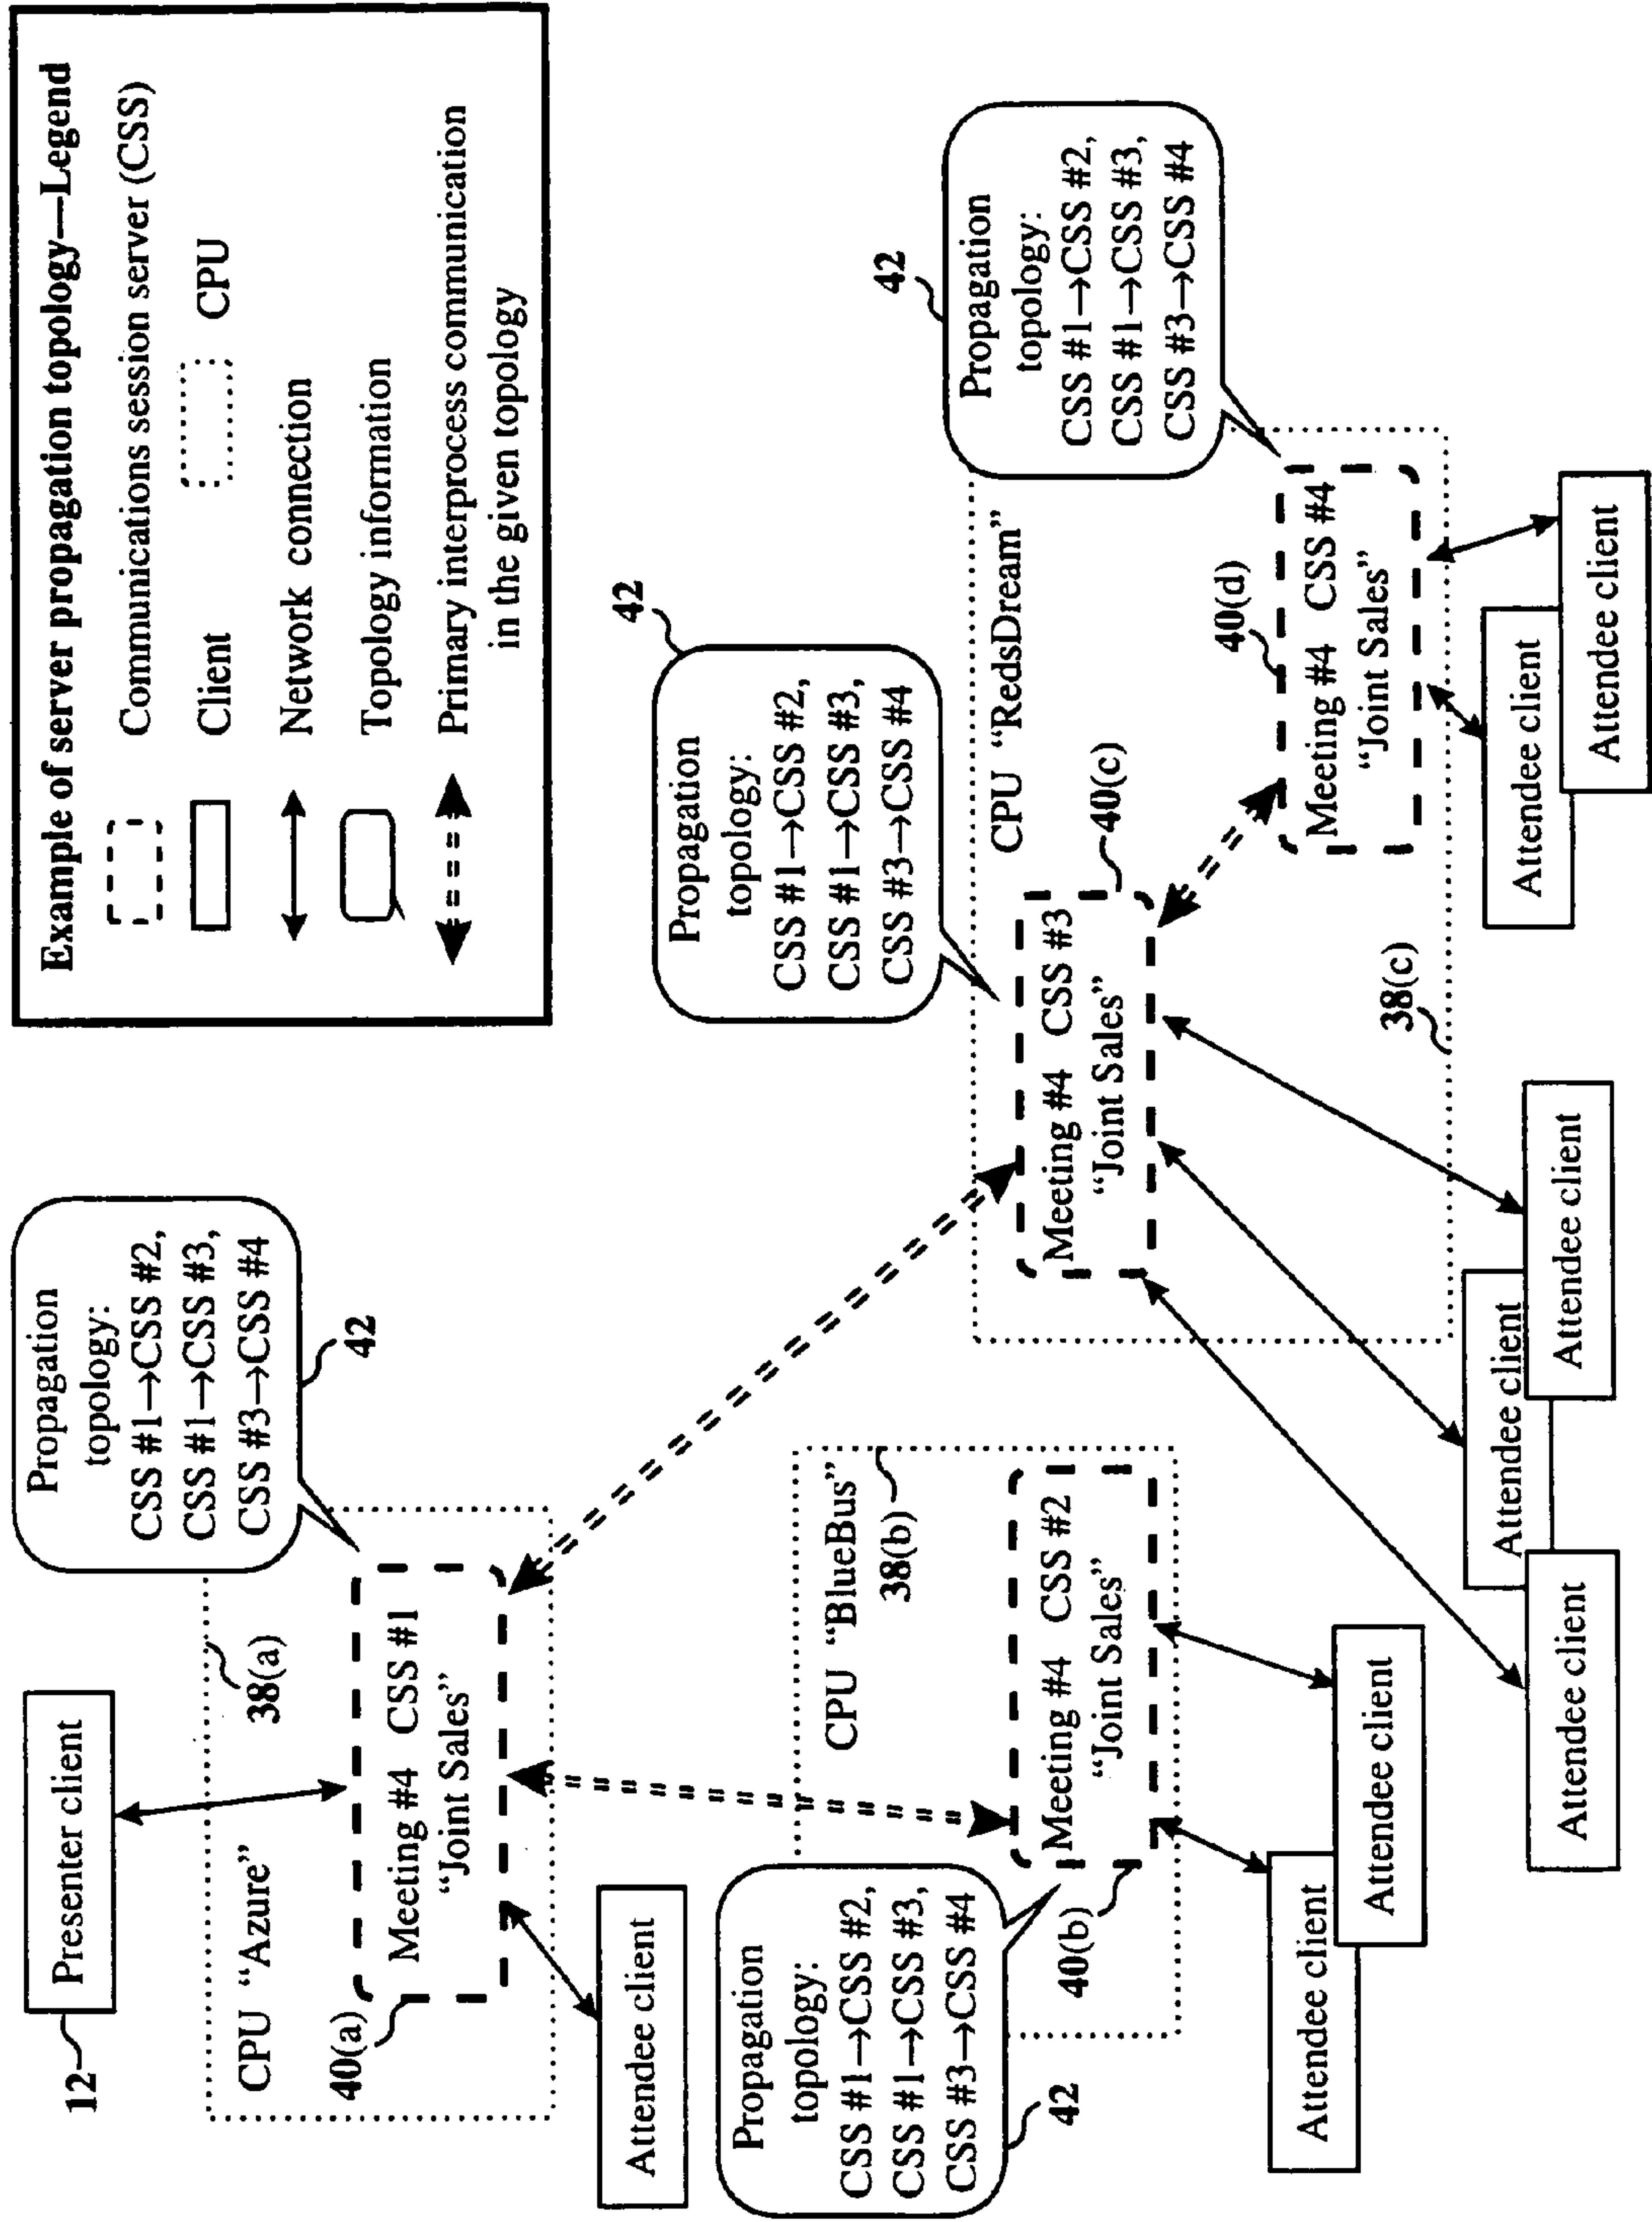 Example of server propagation topology—Legend
Communications session server (CSS)
Client
CPU
Network connection
Topology information
Primary interprocess communication
in the given topology
12
Presenter client
38(a)
CPU “Azure”
40(a)
Meeting #4 CSS #1
“Joint Sales”
Propagation
topology:
CSS #1→CSS #2,
CSS #1→CSS #3,
CSS #3→CSS #4
42
Attendee client
Propagation
topology:
CSS #1→CSS #2,
CSS #1→CSS #3,
CSS #3→CSS #4
42
CPU “BlueBus”
38(b)
Meeting #4 CSS #2
“Joint Sales”
40(b)
Attendee client
Attendee client
Propagation
topology:
CSS #1→CSS #2,
CSS #1→CSS #3,
CSS #3→CSS #4
42
CPU “RedsDream”
Meeting #4 CSS #3
“Joint Sales”
40(c)
Attendee client
Attendee client
Attendee client
38(c)
Propagation
topology:
CSS #1→CSS #2,
CSS #1→CSS #3,
CSS #3→CSS #4
42
40(d)
Meeting #4 CSS #4
“Joint Sales”
Attendee client
Attendee client